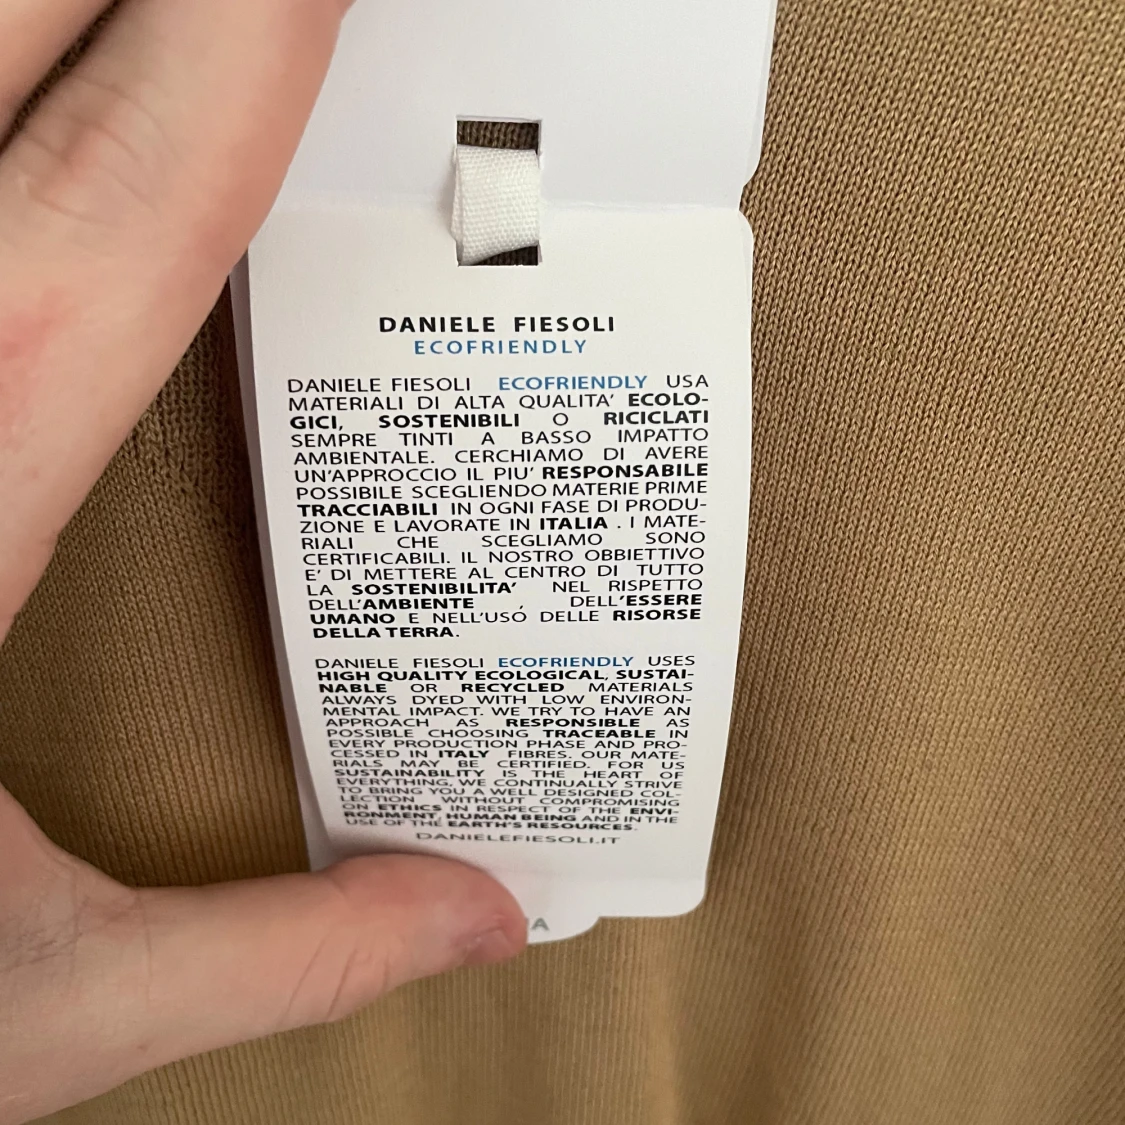 DANIELE FIESOLI
ECOFRIENDLY
DANIELE FIESOLI ECOFRIENDLY USA
MATERIALI DI ALTA QUALITA' ECOLO-
GICI, SOSTENIBILI O RICICLATI
SEMPRE TINTI A BASSO IMPATTO
AMBIENTALE. CERCHIAMO DI AVERE
UN'APPROCCIO IL PIU' RESPONSABILE
POSSIBILE SCEGLIENDO MATERIE PRIME
TRACCIABILI IN OGNI FASE DI PRODU-
ZIONE E LAVORATE IN ITALIA . I MATE-
RIALI CHE SCEGLIAMO SONO
CERTIFICABILI. IL NOSTRO OBBIETTIVO
E' DI METTERE AL CENTRO DI TUTTO
LA SOSTENIBILITA' NEL RISPETTO
DELL'AMBIENTE , DELL'ESSERE
UMANO E NELL'USO DELLE RISORSE
DELLA TERRA.
DANIELE FIESOLI ECOFRIENDLY USES
HIGH QUALITY ECOLOGICAL, SUSTAI-
NABLE OR RECYCLED MATERIALS
ALWAYS DYED WITH LOW ENVIRON-
MENTAL IMPACT. WE TRY TO HAVE AN
APPROACH AS RESPONSIBLE AS
POSSIBLE CHOOSING TRACEABLE IN
EVERY PRODUCTION PHASE AND PRO-
CESSED IN ITALY FIBRES. OUR MATE-
RIALS MAY BE CERTIFIED. FOR US
SUSTAINABILITY IS THE HEART OF
EVERYTHING, WE CONTINUALLY STRIVE
TO BRING YOU A WELL DESIGNED COL-
LECTION WITHOUT COMPROMISING
ON ETHICS IN RESPECT OF THE ENVI-
RONMENT, HUMAN BEING AND IN THE
USE OF THE EARTH'S RESOURCES.
DANIELEFIESOLI.IT